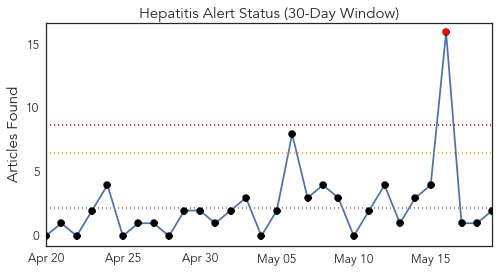 Hepatitis Alert Status (30-Day Window)
Articles Found
15
10
5
0
Apr 20
Apr 25
Apr 30
May 05
May 10
May 15